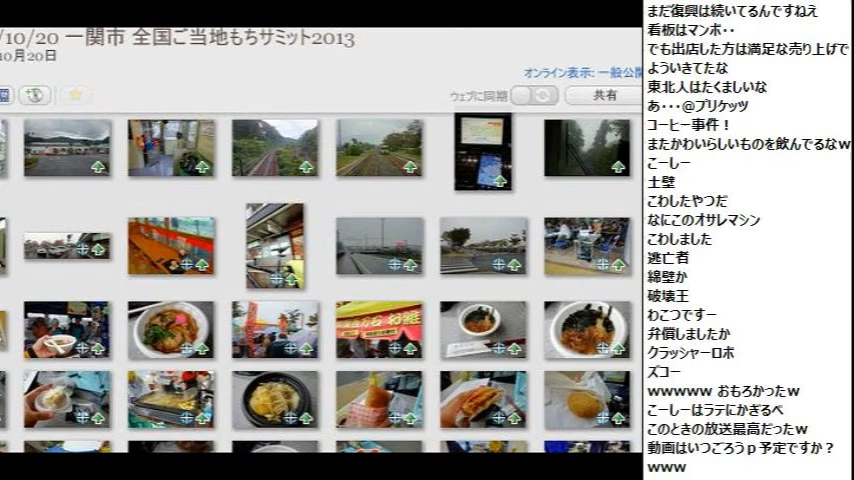 /10/20 一関市 全国ご当地もちサミット2013
10月20日
オンライン表示: 一般公開
ウェブに同期
共有
まだ復興は続いてるんですねえ
看板はマンボ・・
でも出店した方は満足な売り上げで
よういきてたな
東北人はたくましいな
あ・・・@プリケッツ
コーヒー事件！
またかわいらしいものを飲んでるなｗ
こーしー
土壁
こわしたやつだ
なにこのオサレマシン
こわしました
逃亡者
綿壁か
破壊王
わこつですー
弁償しましたか
クラッシャーロボ
ズコー
wwwww おもろかったｗ
こーしーはラテにかぎるべ
このときの放送最高だったｗ
動画はいつごろうｐ予定ですか？
www